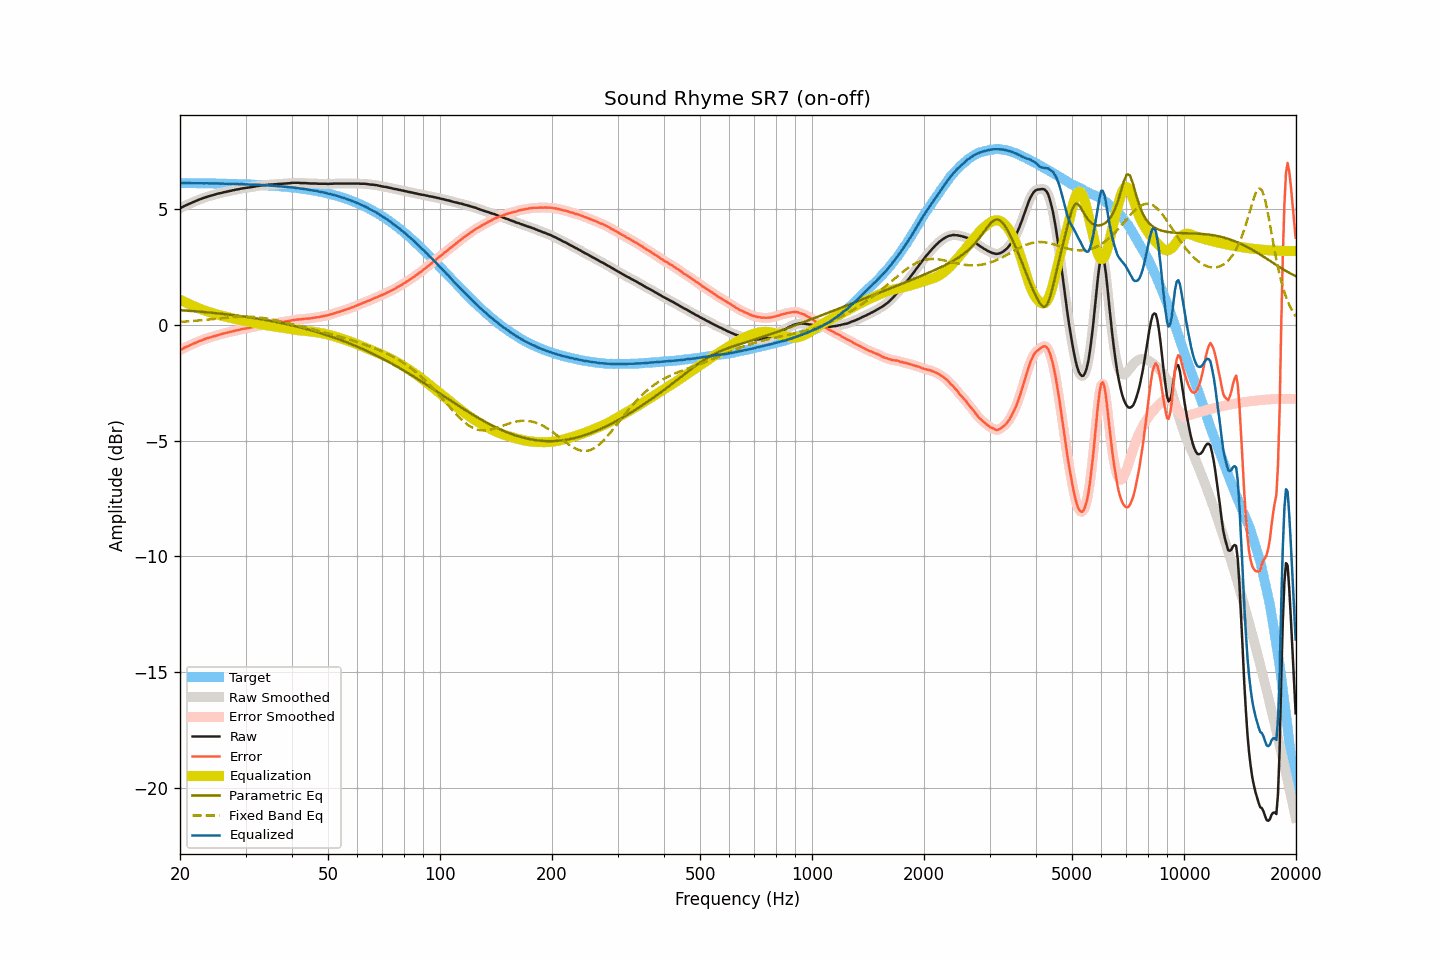 Sound Rhyme SR7 (on-off)
Amplitude (dBr)
5
0
−5
−10
−15
−20
Target
Raw Smoothed
Error Smoothed
Raw
Error
Equalization
Parametric Eq
Fixed Band Eq
Equalized
20 50 100 200 500 1000 2000 5000 10000 20000
Frequency (Hz)